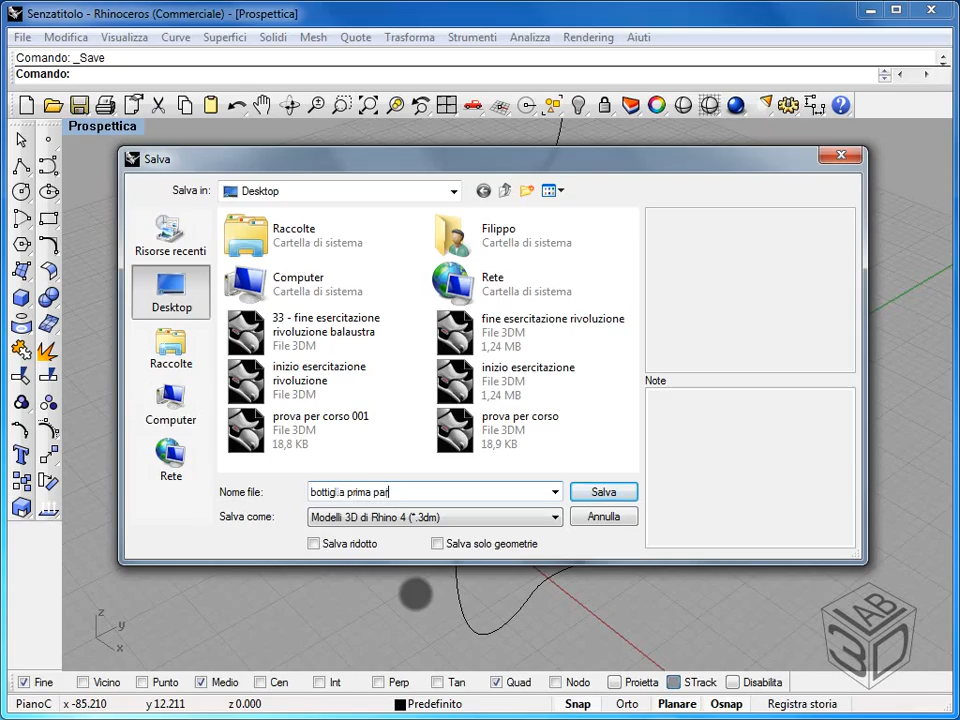 Senzatitolo - Rhinoceros (Commerciale) - [Prospettica]
File Modifica Visualizza Curve Superfici Solidi Mesh Quote Trasforma Strumenti Analizza Rendering Aiuti
Comando: _Save
Comando:
Prospettica
Salva
Salva in: Desktop
Risorse recenti
Desktop
Raccolte
Computer
Rete
Raccolte
Cartella di sistema
Filippo
Cartella di sistema
Computer
Cartella di sistema
Rete
Cartella di sistema
33 - fine esercitazione
rivoluzione balaustra
File 3DM
fine esercitazione rivoluzione
File 3DM
1,24 MB
inizio esercitazione
rivoluzione
File 3DM
inizio esercitazione
File 3DM
1,24 MB
prova per corso 001
File 3DM
18,8 KB
prova per corso
File 3DM
18,9 KB
Note
Nome file: bottiglia prima par Salva
Salva come: Modelli 3D di Rhino 4 (*.3dm) Annulla
Salva ridotto Salva solo geometrie
z
y
x
LAB
3D
Fine Vicino Punto Medio Cen Int Perp Tan Quad Nodo Proietta STrack Disabilita
PianoC x -85.210 y 12.211 z 0.000 Predefinito Snap Orto Planare Osnap Registra storia